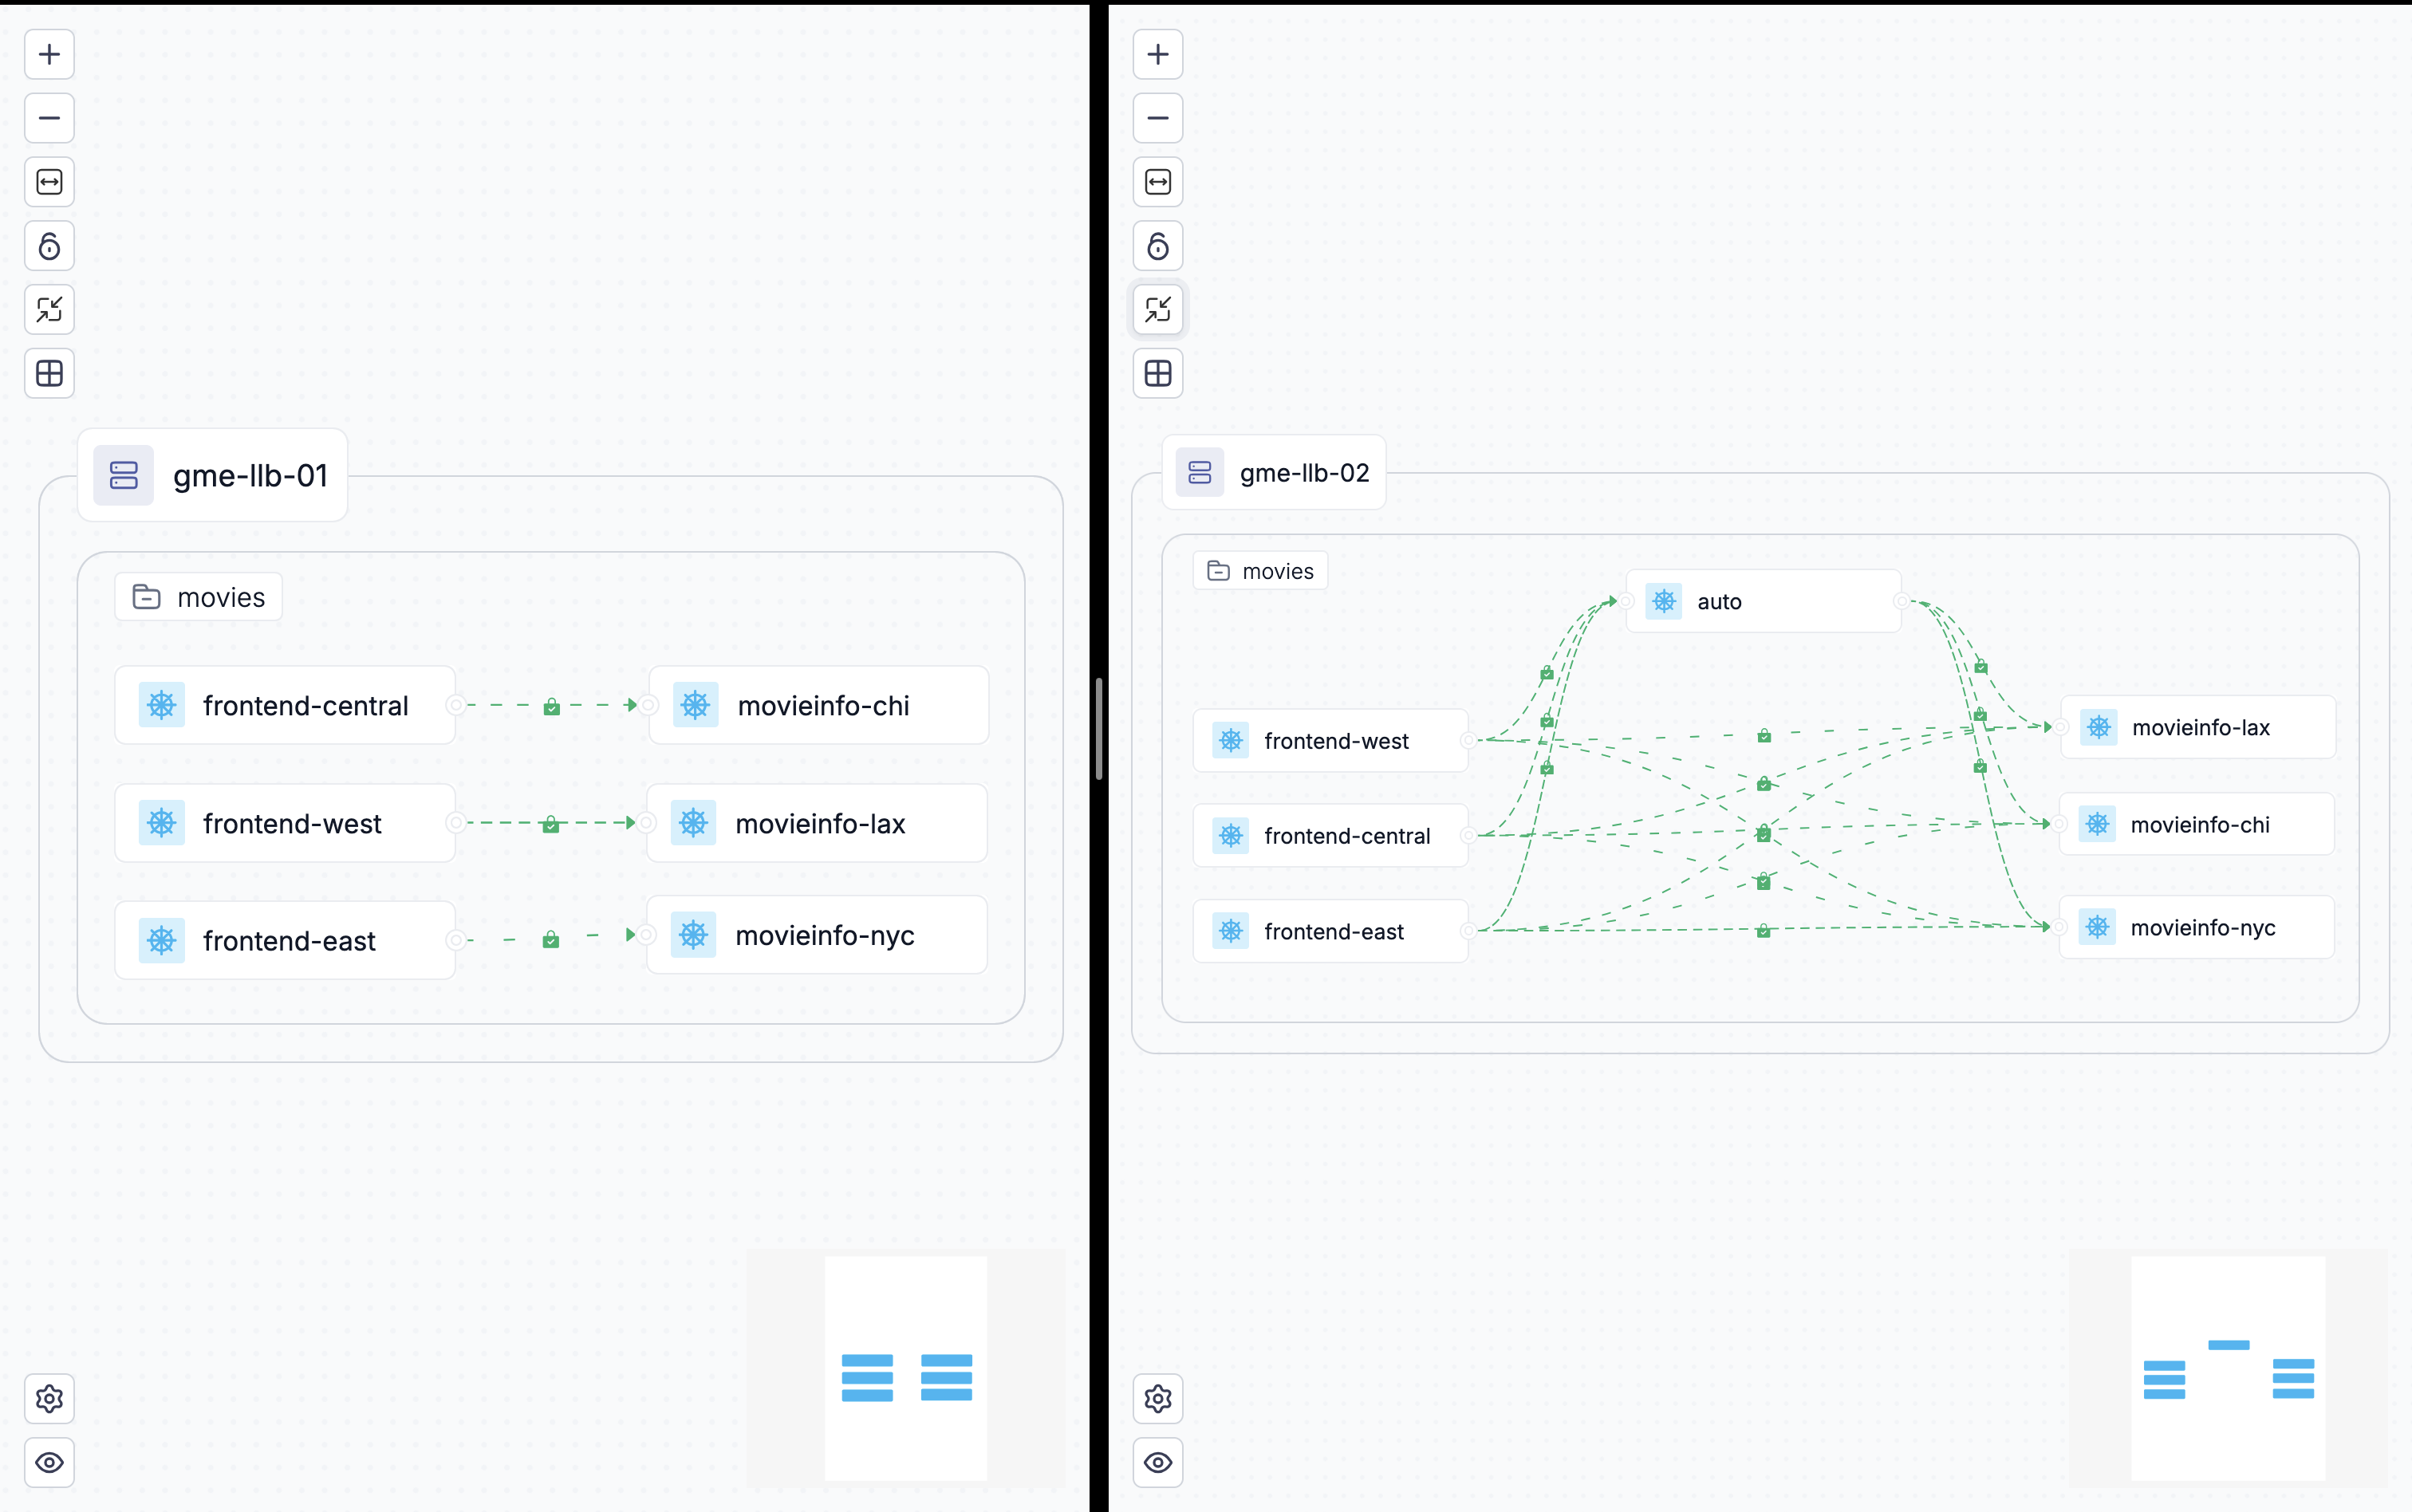 gme-llb-01
movies
frontend-central
movieinfo-chi
frontend-west
movieinfo-lax
frontend-east
movieinfo-nyc
gme-llb-02
movies
auto
frontend-west
movieinfo-lax
frontend-central
movieinfo-chi
frontend-east
movieinfo-nyc